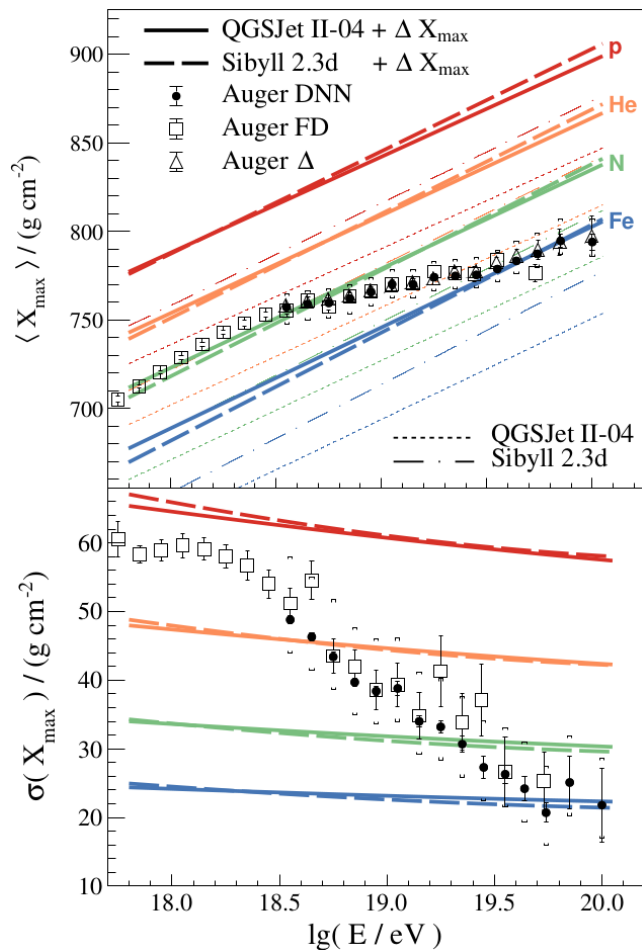 QGSJet II-04 + Δ X_max
Sibyll 2.3d + Δ X_max
Auger DNN
Auger FD
Auger Δ
p
He
N
Fe
900
850
800
750
700
⟨ X_max ⟩ / (g cm⁻²)
QGSJet II-04
Sibyll 2.3d
60
50
40
30
20
10
σ( X_max ) / (g cm⁻²)
18.0 18.5 19.0 19.5 20.0
lg( E / eV)